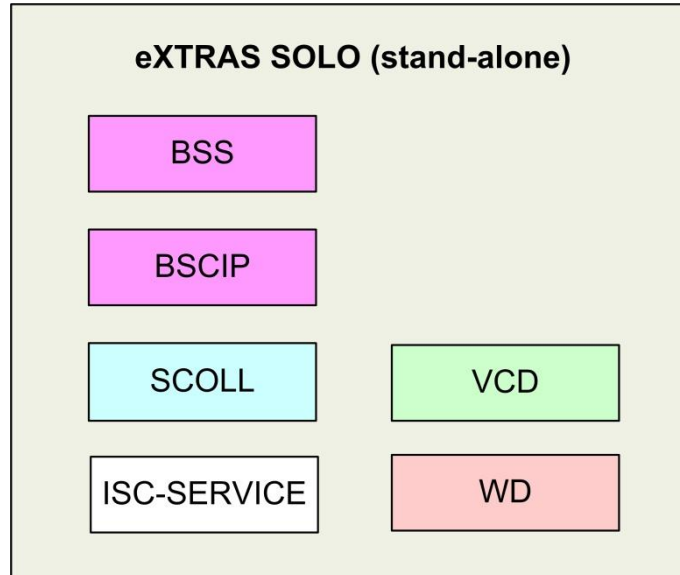 eXTRAS SOLO (stand-alone)
BSS
BSCIP
SCOLL
VCD
ISC-SERVICE
WD